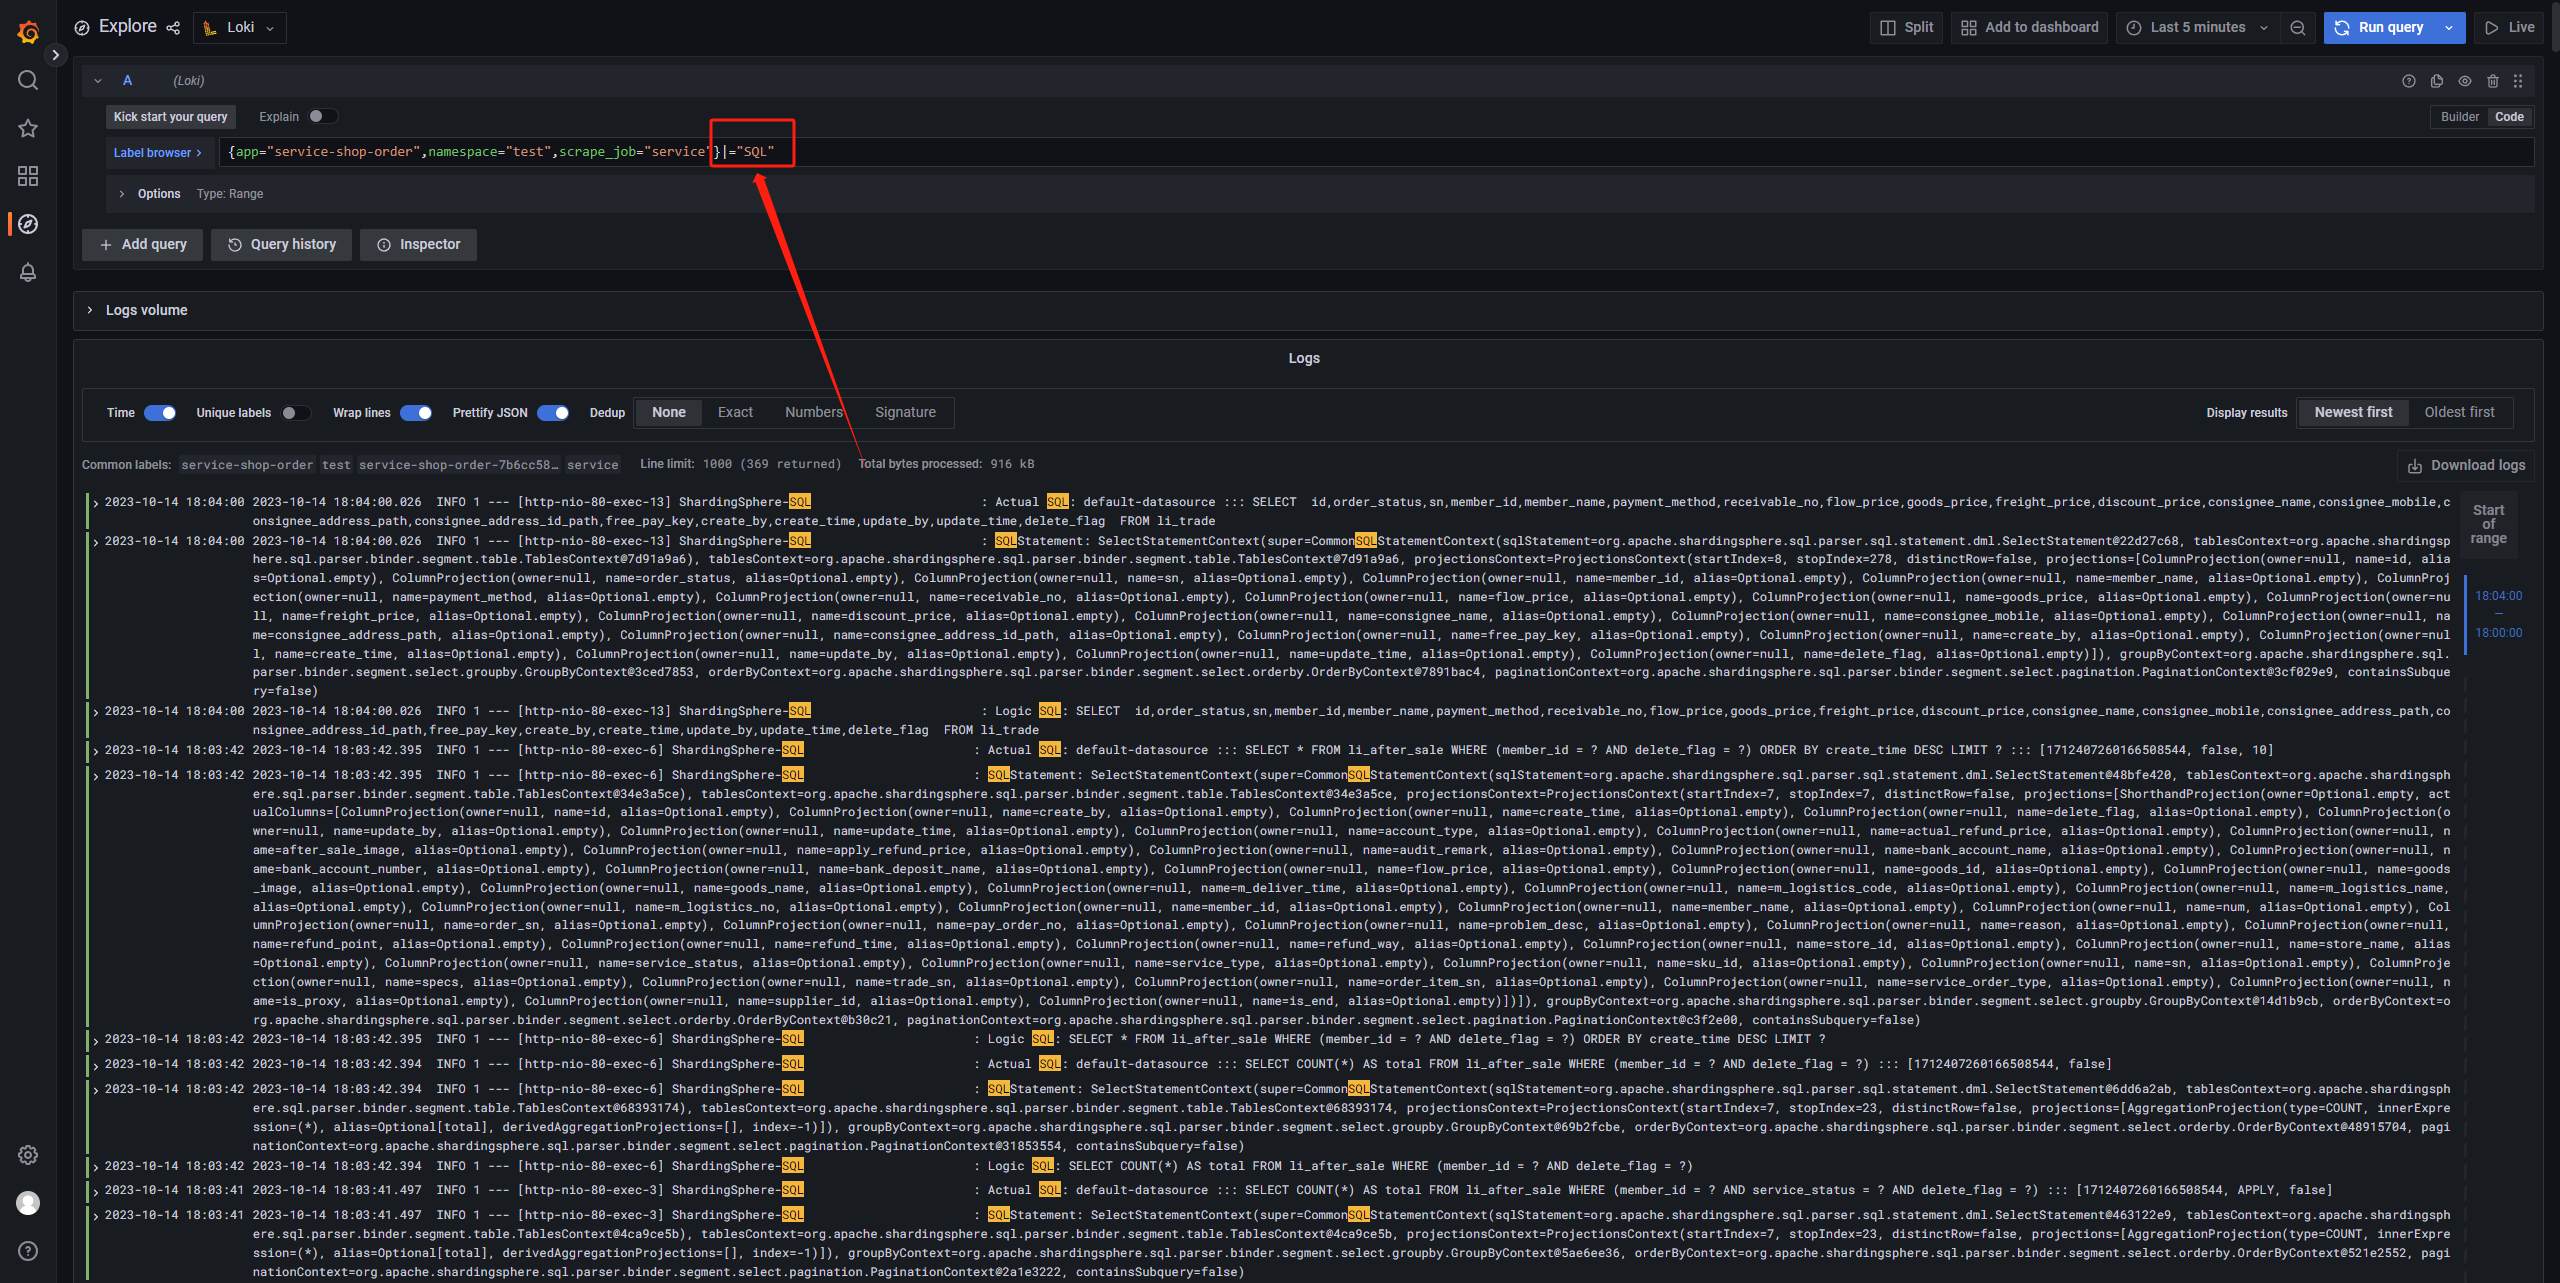 Explore
Loki
Split
Add to dashboard
Last 5 minutes
Run query
Live
A
(Loki)
Kick start your query
Explain
Builder
Code
Label browser >
{app="service-shop-order",namespace="test",scrape_job="service"}|="SQL"
Options
Type: Range
+ Add query
Query history
Inspector
Logs volume
Logs
Time
Unique labels
Wrap lines
Prettify JSON
Dedup
None
Exact
Numbers
Signature
Display results
Newest first
Oldest first
Common labels: service-shop-order test service-shop-order-7b6cc58… service Line limit: 1000 (369 returned) Total bytes processed: 916 kB
Download logs
2023-10-14 18:04:00 2023-10-14 18:04:00.026 INFO 1 --- [http-nio-80-exec-13] ShardingSphere-SQL : Actual SQL: default-datasource ::: SELECT id,order_status,sn,member_id,member_name,payment_method,receivable_no,flow_price,goods_price,freight_price,discount_price,consignee_name,consignee_mobile,c
onsignee_address_path,consignee_address_id_path,free_pay_key,create_by,create_time,update_by,update_time,delete_flag FROM li_trade
2023-10-14 18:04:00 2023-10-14 18:04:00.026 INFO 1 --- [http-nio-80-exec-13] ShardingSphere-SQL : SQLStatement: SelectStatementContext(super=CommonSQLStatementContext(sqlStatement=org.apache.shardingsphere.sql.parser.sql.statement.dml.SelectStatement@22d27c68, tablesContext=org.apache.shardingsp
here.sql.parser.binder.segment.table.TablesContext@7d91a9a6), tablesContext=org.apache.shardingsphere.sql.parser.binder.segment.table.TablesContext@7d91a9a6, projectionsContext=ProjectionsContext(startIndex=8, stopIndex=278, distinctRow=false, projections=[ColumnProjection(owner=null, name=id, alia
s=Optional.empty), ColumnProjection(owner=null, name=order_status, alias=Optional.empty), ColumnProjection(owner=null, name=sn, alias=Optional.empty), ColumnProjection(owner=null, name=member_id, alias=Optional.empty), ColumnProjection(owner=null, name=member_name, alias=Optional.empty), ColumnProj
ection(owner=null, name=payment_method, alias=Optional.empty), ColumnProjection(owner=null, name=receivable_no, alias=Optional.empty), ColumnProjection(owner=null, name=flow_price, alias=Optional.empty), ColumnProjection(owner=null, name=goods_price, alias=Optional.empty), ColumnProjection(owner=nu
ll, name=freight_price, alias=Optional.empty), ColumnProjection(owner=null, name=discount_price, alias=Optional.empty), ColumnProjection(owner=null, name=consignee_name, alias=Optional.empty), ColumnProjection(owner=null, name=consignee_mobile, alias=Optional.empty), ColumnProjection(owner=null, na
me=consignee_address_path, alias=Optional.empty), ColumnProjection(owner=null, name=consignee_address_id_path, alias=Optional.empty), ColumnProjection(owner=null, name=free_pay_key, alias=Optional.empty), ColumnProjection(owner=null, name=create_by, alias=Optional.empty), ColumnProjection(owner=nul
l, name=create_time, alias=Optional.empty), ColumnProjection(owner=null, name=update_by, alias=Optional.empty), ColumnProjection(owner=null, name=update_time, alias=Optional.empty), ColumnProjection(owner=null, name=delete_flag, alias=Optional.empty)]), groupByContext=org.apache.shardingsphere.sql.
parser.binder.segment.select.groupby.GroupByContext@3ced7853, orderByContext=org.apache.shardingsphere.sql.parser.binder.segment.select.orderby.OrderByContext@7891bac4, paginationContext=org.apache.shardingsphere.sql.parser.binder.segment.select.pagination.PaginationContext@3cf029e9, containsSubque
ry=false)
2023-10-14 18:04:00 2023-10-14 18:04:00.026 INFO 1 --- [http-nio-80-exec-13] ShardingSphere-SQL : Logic SQL: SELECT id,order_status,sn,member_id,member_name,payment_method,receivable_no,flow_price,goods_price,freight_price,discount_price,consignee_name,consignee_mobile,consignee_address_path,co
nsignee_address_id_path,free_pay_key,create_by,create_time,update_by,update_time,delete_flag FROM li_trade
2023-10-14 18:03:42 2023-10-14 18:03:42.395 INFO 1 --- [http-nio-80-exec-6] ShardingSphere-SQL : Actual SQL: default-datasource ::: SELECT * FROM li_after_sale WHERE (member_id = ? AND delete_flag = ?) ORDER BY create_time DESC LIMIT ? ::: [1712407260166508544, false, 10]
2023-10-14 18:03:42 2023-10-14 18:03:42.395 INFO 1 --- [http-nio-80-exec-6] ShardingSphere-SQL : SQLStatement: SelectStatementContext(super=CommonSQLStatementContext(sqlStatement=org.apache.shardingsphere.sql.parser.sql.statement.dml.SelectStatement@48bfe420, tablesContext=org.apache.shardingsph
ere.sql.parser.binder.segment.table.TablesContext@34e3a5ce), tablesContext=org.apache.shardingsphere.sql.parser.binder.segment.table.TablesContext@34e3a5ce, projectionsContext=ProjectionsContext(startIndex=7, stopIndex=7, distinctRow=false, projections=[ShorthandProjection(owner=Optional.empty, act
ualColumns=[ColumnProjection(owner=null, name=id, alias=Optional.empty), ColumnProjection(owner=null, name=create_by, alias=Optional.empty), ColumnProjection(owner=null, name=create_time, alias=Optional.empty), ColumnProjection(owner=null, name=delete_flag, alias=Optional.empty), ColumnProjection(o
wner=null, name=update_by, alias=Optional.empty), ColumnProjection(owner=null, name=update_time, alias=Optional.empty), ColumnProjection(owner=null, name=account_type, alias=Optional.empty), ColumnProjection(owner=null, name=actual_refund_price, alias=Optional.empty), ColumnProjection(owner=null, n
ame=after_sale_image, alias=Optional.empty), ColumnProjection(owner=null, name=apply_refund_price, alias=Optional.empty), ColumnProjection(owner=null, name=audit_remark, alias=Optional.empty), ColumnProjection(owner=null, name=bank_account_name, alias=Optional.empty), ColumnProjection(owner=null, n
ame=bank_account_number, alias=Optional.empty), ColumnProjection(owner=null, name=bank_deposit_name, alias=Optional.empty), ColumnProjection(owner=null, name=flow_price, alias=Optional.empty), ColumnProjection(owner=null, name=goods_id, alias=Optional.empty), ColumnProjection(owner=null, name=goods
_image, alias=Optional.empty), ColumnProjection(owner=null, name=goods_name, alias=Optional.empty), ColumnProjection(owner=null, name=m_deliver_time, alias=Optional.empty), ColumnProjection(owner=null, name=m_logistics_code, alias=Optional.empty), ColumnProjection(owner=null, name=m_logistics_name,
alias=Optional.empty), ColumnProjection(owner=null, name=m_logistics_no, alias=Optional.empty), ColumnProjection(owner=null, name=member_id, alias=Optional.empty), ColumnProjection(owner=null, name=member_name, alias=Optional.empty), ColumnProjection(owner=null, name=num, alias=Optional.empty), Col
umnProjection(owner=null, name=order_sn, alias=Optional.empty), ColumnProjection(owner=null, name=pay_order_no, alias=Optional.empty), ColumnProjection(owner=null, name=problem_desc, alias=Optional.empty), ColumnProjection(owner=null, name=reason, alias=Optional.empty), ColumnProjection(owner=null,
name=refund_point, alias=Optional.empty), ColumnProjection(owner=null, name=refund_time, alias=Optional.empty), ColumnProjection(owner=null, name=refund_way, alias=Optional.empty), ColumnProjection(owner=null, name=store_id, alias=Optional.empty), ColumnProjection(owner=null, name=store_name, alias
=Optional.empty), ColumnProjection(owner=null, name=service_status, alias=Optional.empty), ColumnProjection(owner=null, name=service_type, alias=Optional.empty), ColumnProjection(owner=null, name=sku_id, alias=Optional.empty), ColumnProjection(owner=null, name=sn, alias=Optional.empty), ColumnProje
ction(owner=null, name=specs, alias=Optional.empty), ColumnProjection(owner=null, name=trade_sn, alias=Optional.empty), ColumnProjection(owner=null, name=order_item_sn, alias=Optional.empty), ColumnProjection(owner=null, name=service_order_type, alias=Optional.empty), ColumnProjection(owner=null, n
ame=is_proxy, alias=Optional.empty), ColumnProjection(owner=null, name=supplier_id, alias=Optional.empty), ColumnProjection(owner=null, name=is_end, alias=Optional.empty)])]), groupByContext=org.apache.shardingsphere.sql.parser.binder.segment.select.groupby.GroupByContext@14d1b9cb, orderByContext=o
rg.apache.shardingsphere.sql.parser.binder.segment.select.orderby.OrderByContext@b30c21, paginationContext=org.apache.shardingsphere.sql.parser.binder.segment.select.pagination.PaginationContext@c3f2e00, containsSubquery=false)
2023-10-14 18:03:42 2023-10-14 18:03:42.395 INFO 1 --- [http-nio-80-exec-6] ShardingSphere-SQL : Logic SQL: SELECT * FROM li_after_sale WHERE (member_id = ? AND delete_flag = ?) ORDER BY create_time DESC LIMIT ?
2023-10-14 18:03:42 2023-10-14 18:03:42.394 INFO 1 --- [http-nio-80-exec-6] ShardingSphere-SQL : Actual SQL: default-datasource ::: SELECT COUNT(*) AS total FROM li_after_sale WHERE (member_id = ? AND delete_flag = ?) ::: [1712407260166508544, false]
2023-10-14 18:03:42 2023-10-14 18:03:42.394 INFO 1 --- [http-nio-80-exec-6] ShardingSphere-SQL : SQLStatement: SelectStatementContext(super=CommonSQLStatementContext(sqlStatement=org.apache.shardingsphere.sql.parser.sql.statement.dml.SelectStatement@6dd6a2ab, tablesContext=org.apache.shardingsph
ere.sql.parser.binder.segment.table.TablesContext@68393174), tablesContext=org.apache.shardingsphere.sql.parser.binder.segment.table.TablesContext@68393174, projectionsContext=ProjectionsContext(startIndex=7, stopIndex=23, distinctRow=false, projections=[AggregationProjection(type=COUNT, innerExpre
ssion=(*), alias=Optional[total], derivedAggregationProjections=[], index=-1)]), groupByContext=org.apache.shardingsphere.sql.parser.binder.segment.select.groupby.GroupByContext@69b2fcbe, orderByContext=org.apache.shardingsphere.sql.parser.binder.segment.select.orderby.OrderByContext@48915704, pagi
nationContext=org.apache.shardingsphere.sql.parser.binder.segment.select.pagination.PaginationContext@31853554, containsSubquery=false)
2023-10-14 18:03:42 2023-10-14 18:03:42.394 INFO 1 --- [http-nio-80-exec-6] ShardingSphere-SQL : Logic SQL: SELECT COUNT(*) AS total FROM li_after_sale WHERE (member_id = ? AND delete_flag = ?)
2023-10-14 18:03:41 2023-10-14 18:03:41.497 INFO 1 --- [http-nio-80-exec-3] ShardingSphere-SQL : Actual SQL: default-datasource ::: SELECT COUNT(*) AS total FROM li_after_sale WHERE (member_id = ? AND service_status = ? AND delete_flag = ?) ::: [1712407260166508544, APPLY, false]
2023-10-14 18:03:41 2023-10-14 18:03:41.497 INFO 1 --- [http-nio-80-exec-3] ShardingSphere-SQL : SQLStatement: SelectStatementContext(super=CommonSQLStatementContext(sqlStatement=org.apache.shardingsphere.sql.parser.sql.statement.dml.SelectStatement@463122e9, tablesContext=org.apache.shardingsph
ere.sql.parser.binder.segment.table.TablesContext@4ca9ce5b), tablesContext=org.apache.shardingsphere.sql.parser.binder.segment.table.TablesContext@4ca9ce5b, projectionsContext=ProjectionsContext(startIndex=7, stopIndex=23, distinctRow=false, projections=[AggregationProjection(type=COUNT, innerExpre
ssion=(*), alias=Optional[total], derivedAggregationProjections=[], index=-1)]), groupByContext=org.apache.shardingsphere.sql.parser.binder.segment.select.groupby.GroupByContext@5ae6ee36, orderByContext=org.apache.shardingsphere.sql.parser.binder.segment.select.orderby.OrderByContext@521e2552, pagi
nationContext=org.apache.shardingsphere.sql.parser.binder.segment.select.pagination.PaginationContext@2a1e3222, containsSubquery=false)
Start
of
range
18:04:00
—
18:00:00